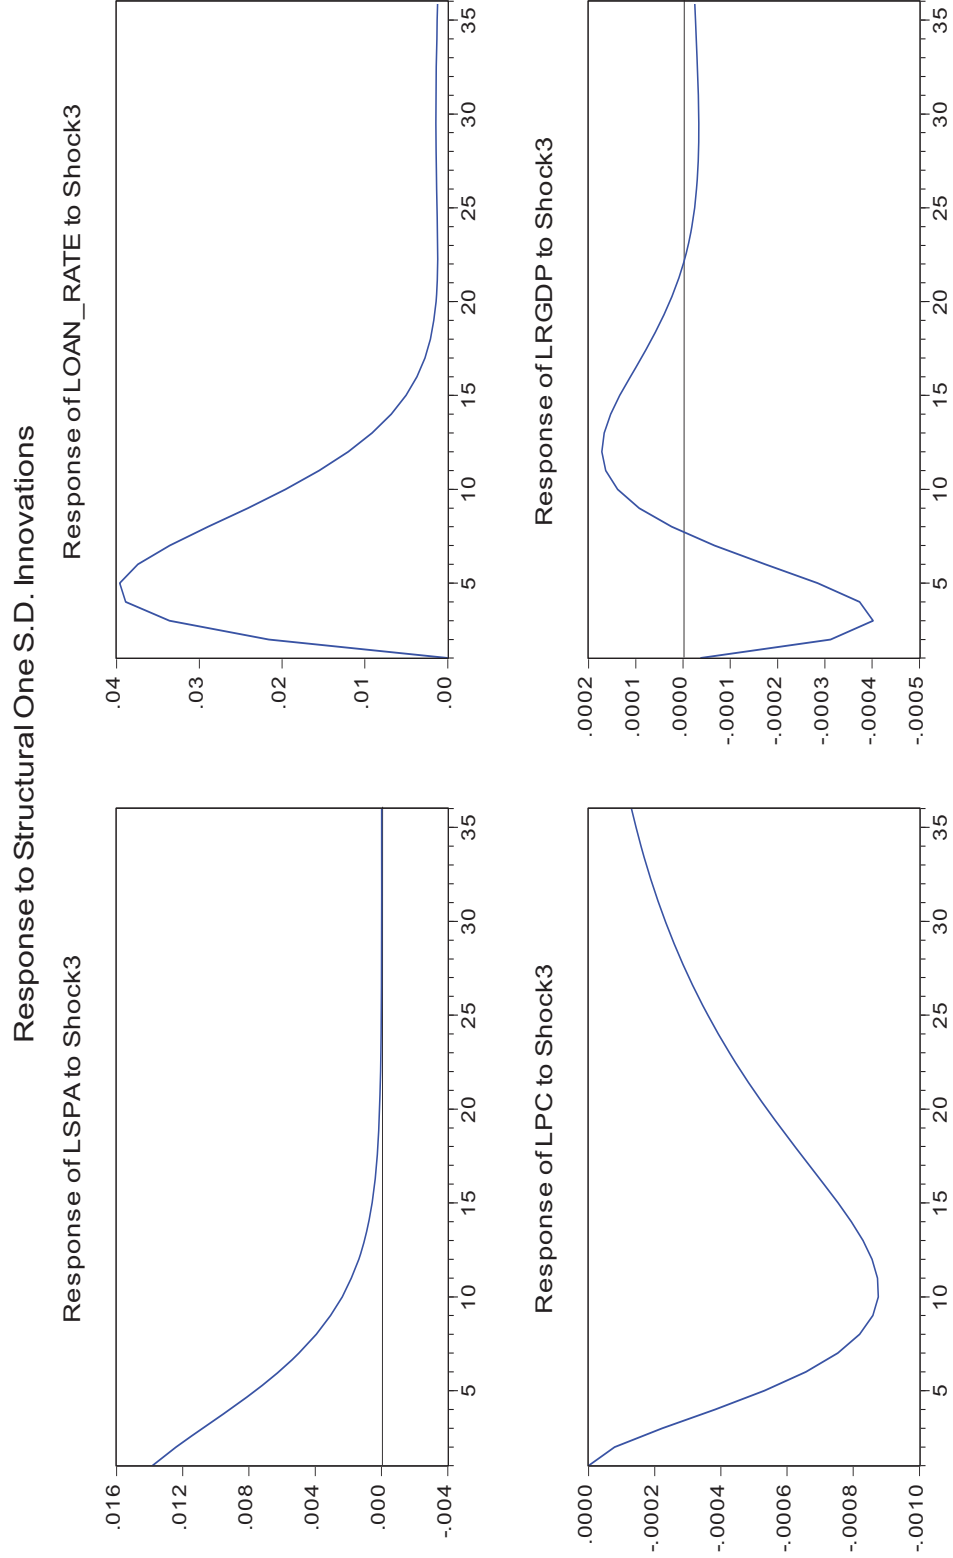 Response to Structural One S.D. Innovations
Response of LSPA to Shock3
.016
.012
.008
.004
.000
-.004
5 10 15 20 25 30 35
Response of LOAN_RATE to Shock3
.04
.03
.02
.01
.00
5 10 15 20 25 30 35
Response of LPC to Shock3
.0000
-.0002
-.0004
-.0006
-.0008
-.0010
5 10 15 20 25 30 35
Response of LRGDP to Shock3
.0002
.0001
.0000
-.0001
-.0002
-.0003
-.0004
-.0005
5 10 15 20 25 30 35